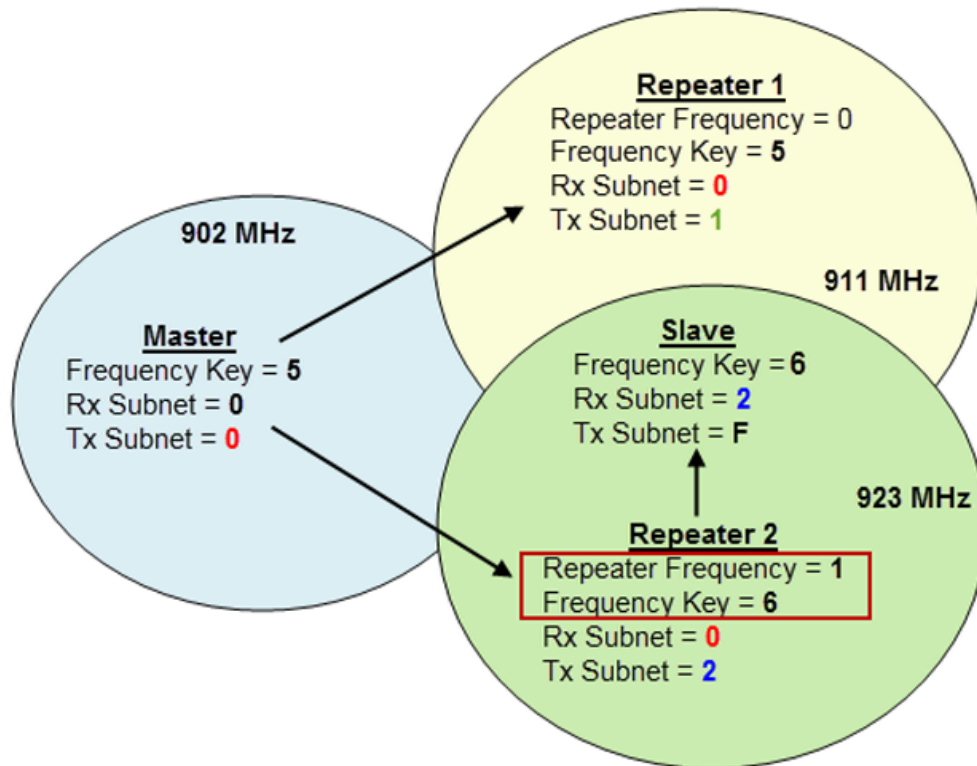 Repeater 1
Repeater Frequency = 0
Frequency Key = 5
Rx Subnet = 0
Tx Subnet = 1
911 MHz
902 MHz
Master
Frequency Key = 5
Rx Subnet = 0
Tx Subnet = 0
Slave
Frequency Key = 6
Rx Subnet = 2
Tx Subnet = F
923 MHz
Repeater 2
Repeater Frequency = 1
Frequency Key = 6
Rx Subnet = 0
Tx Subnet = 2